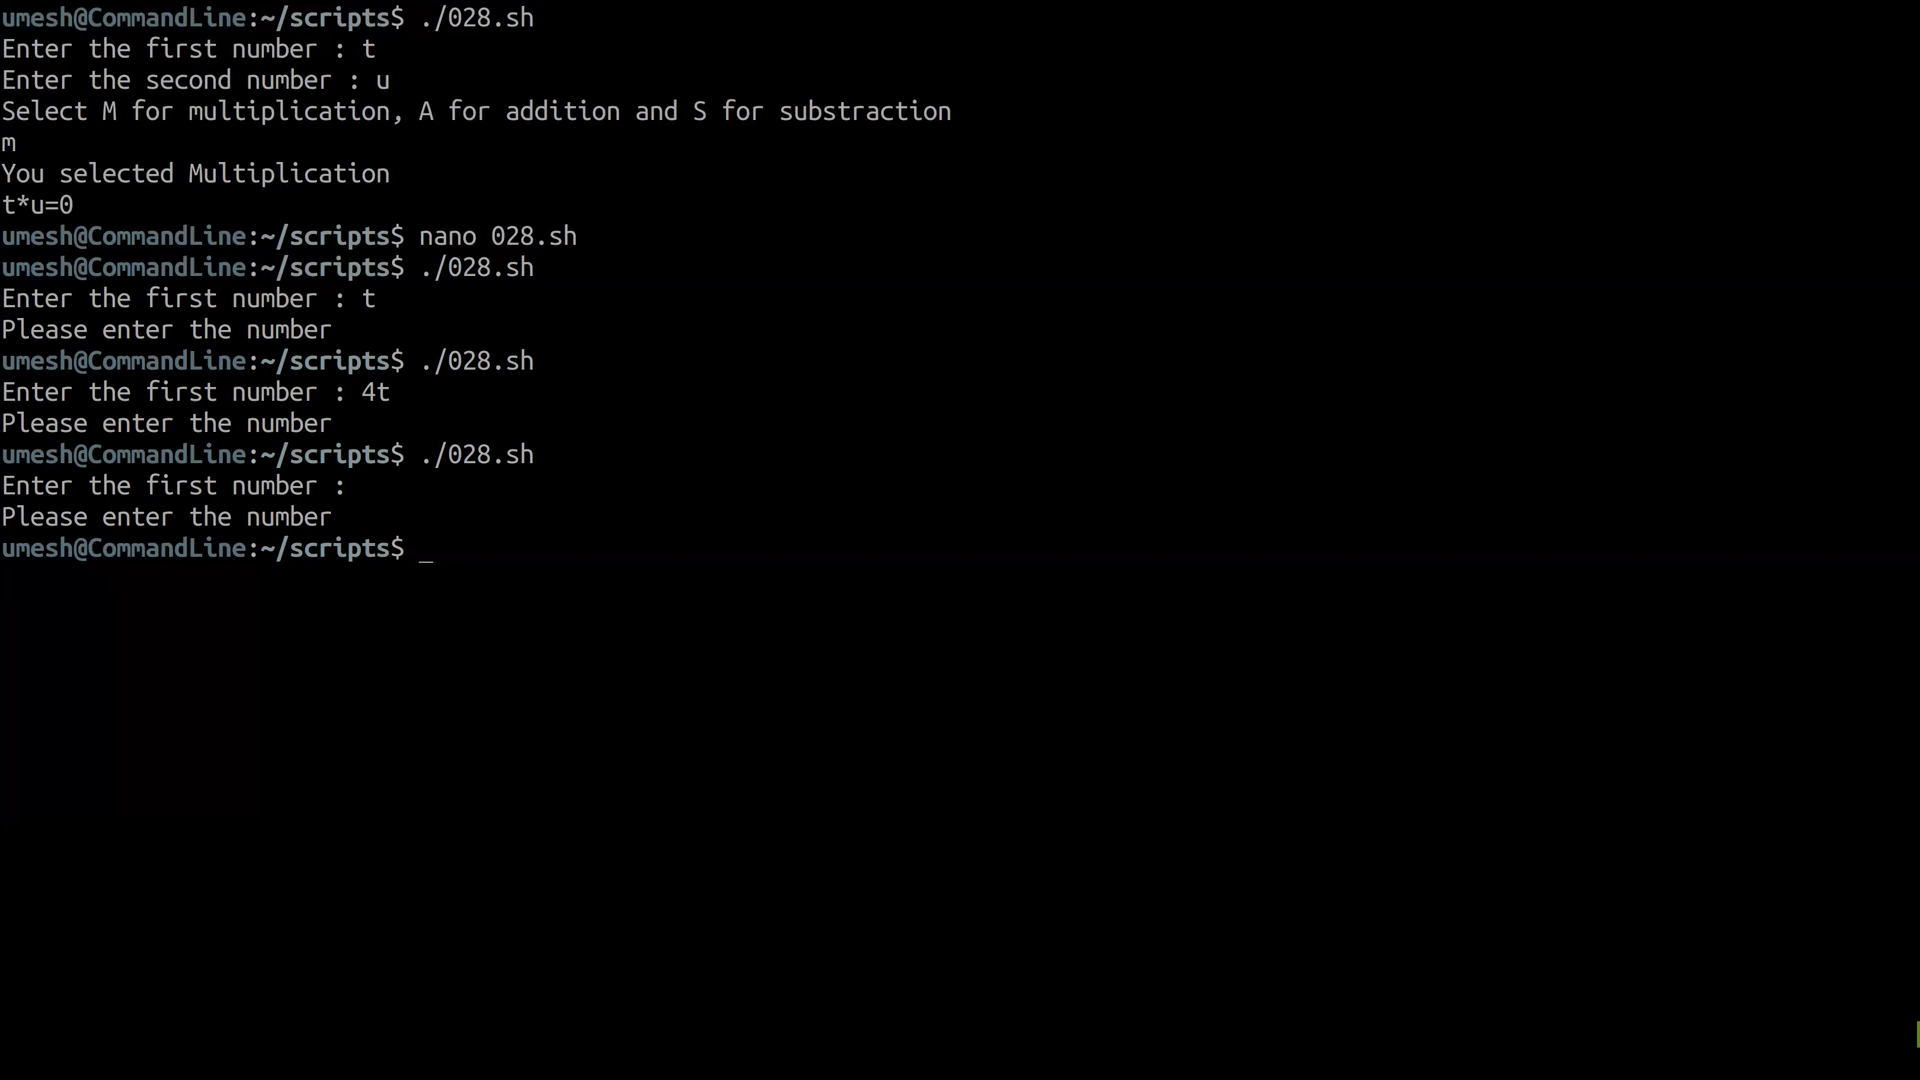 umesh@CommandLine:~/scripts$ ./028.sh
Enter the first number : t
Enter the second number : u
Select M for multiplication, A for addition and S for substraction
m
You selected Multiplication
t*u=0
umesh@CommandLine:~/scripts$ nano 028.sh
umesh@CommandLine:~/scripts$ ./028.sh
Enter the first number : t
Please enter the number
umesh@CommandLine:~/scripts$ ./028.sh
Enter the first number : 4t
Please enter the number
umesh@CommandLine:~/scripts$ ./028.sh
Enter the first number :
Please enter the number
umesh@CommandLine:~/scripts$ _